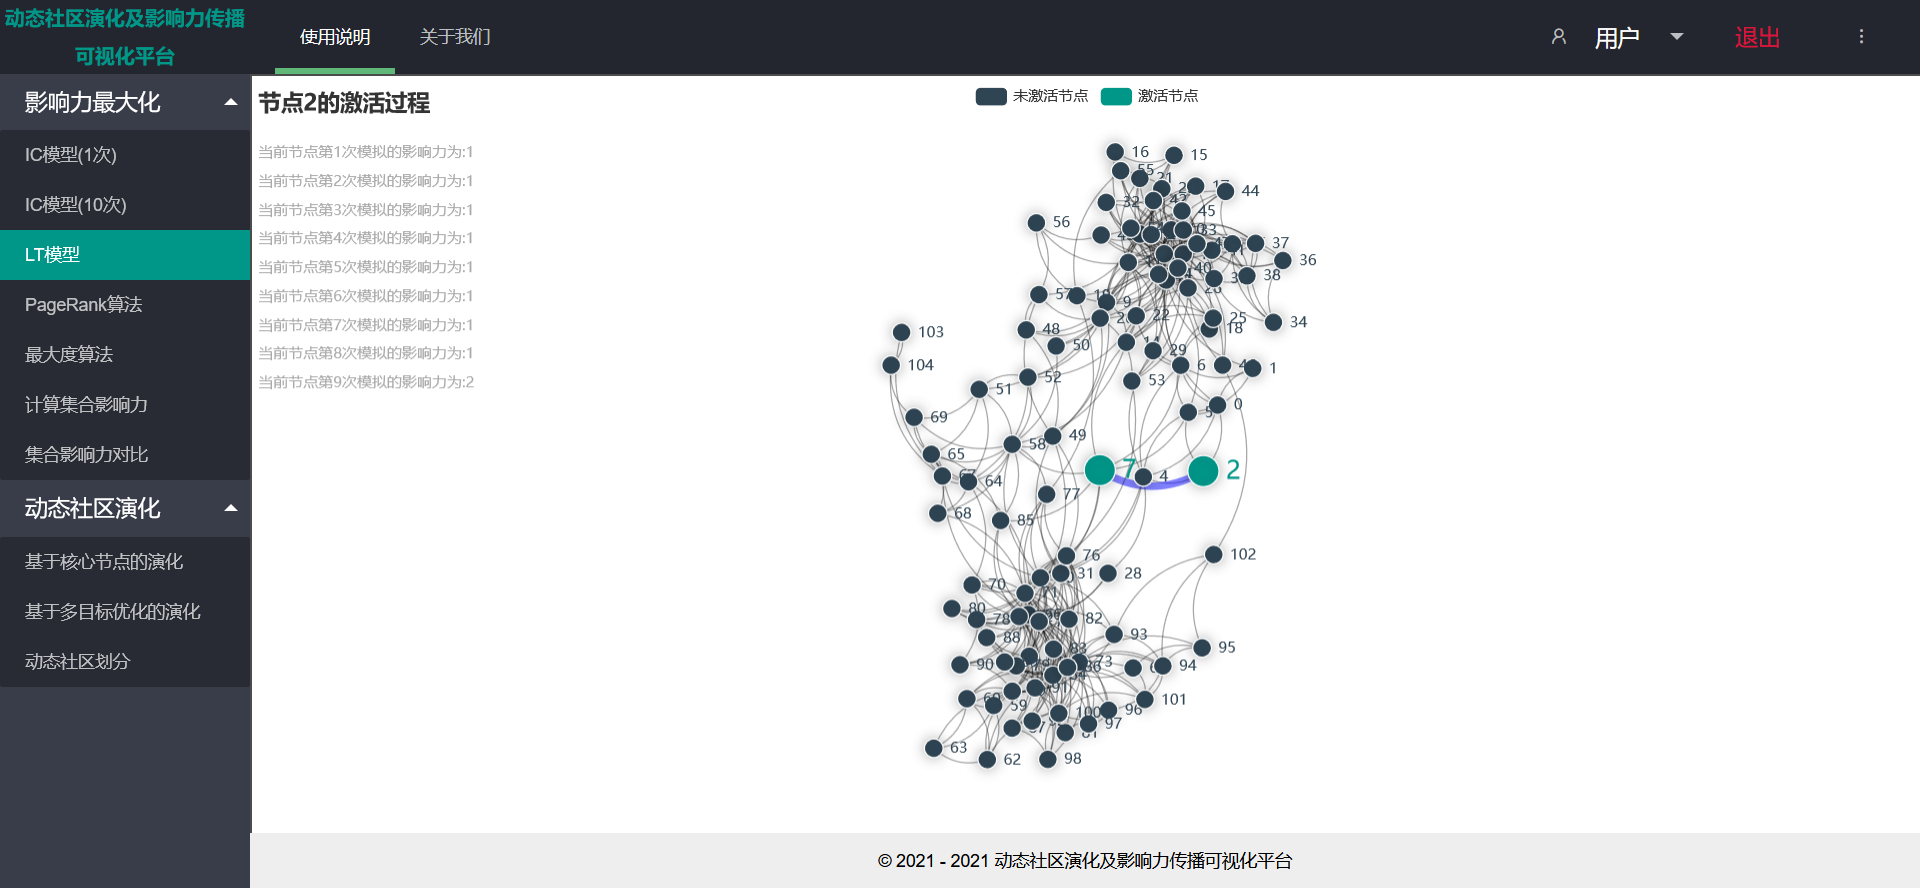 动态社区演化及影响力传播
可视化平台
使用说明
关于我们
用户
退出
影响力最大化
IC模型(1次)
IC模型(10次)
LT模型
PageRank算法
最大度算法
计算集合影响力
集合影响力对比
动态社区演化
基于核心节点的演化
基于多目标优化的演化
动态社区划分
节点2的激活过程
当前节点第1次模拟的影响力为:1
当前节点第2次模拟的影响力为:1
当前节点第3次模拟的影响力为:1
当前节点第4次模拟的影响力为:1
当前节点第5次模拟的影响力为:1
当前节点第6次模拟的影响力为:1
当前节点第7次模拟的影响力为:1
当前节点第8次模拟的影响力为:1
当前节点第9次模拟的影响力为:2
未激活节点
激活节点
16
15
44
45
56
37
36
38
57
9
22
25
18
34
103
48
50
29
104
52
53
6
1
51
0
69
49
58
65
7
4
2
64
77
68
85
76
102
31
28
70
82
93
88
95
90
73
94
59
101
100
96
97
63
62
98
© 2021 - 2021 动态社区演化及影响力传播可视化平台